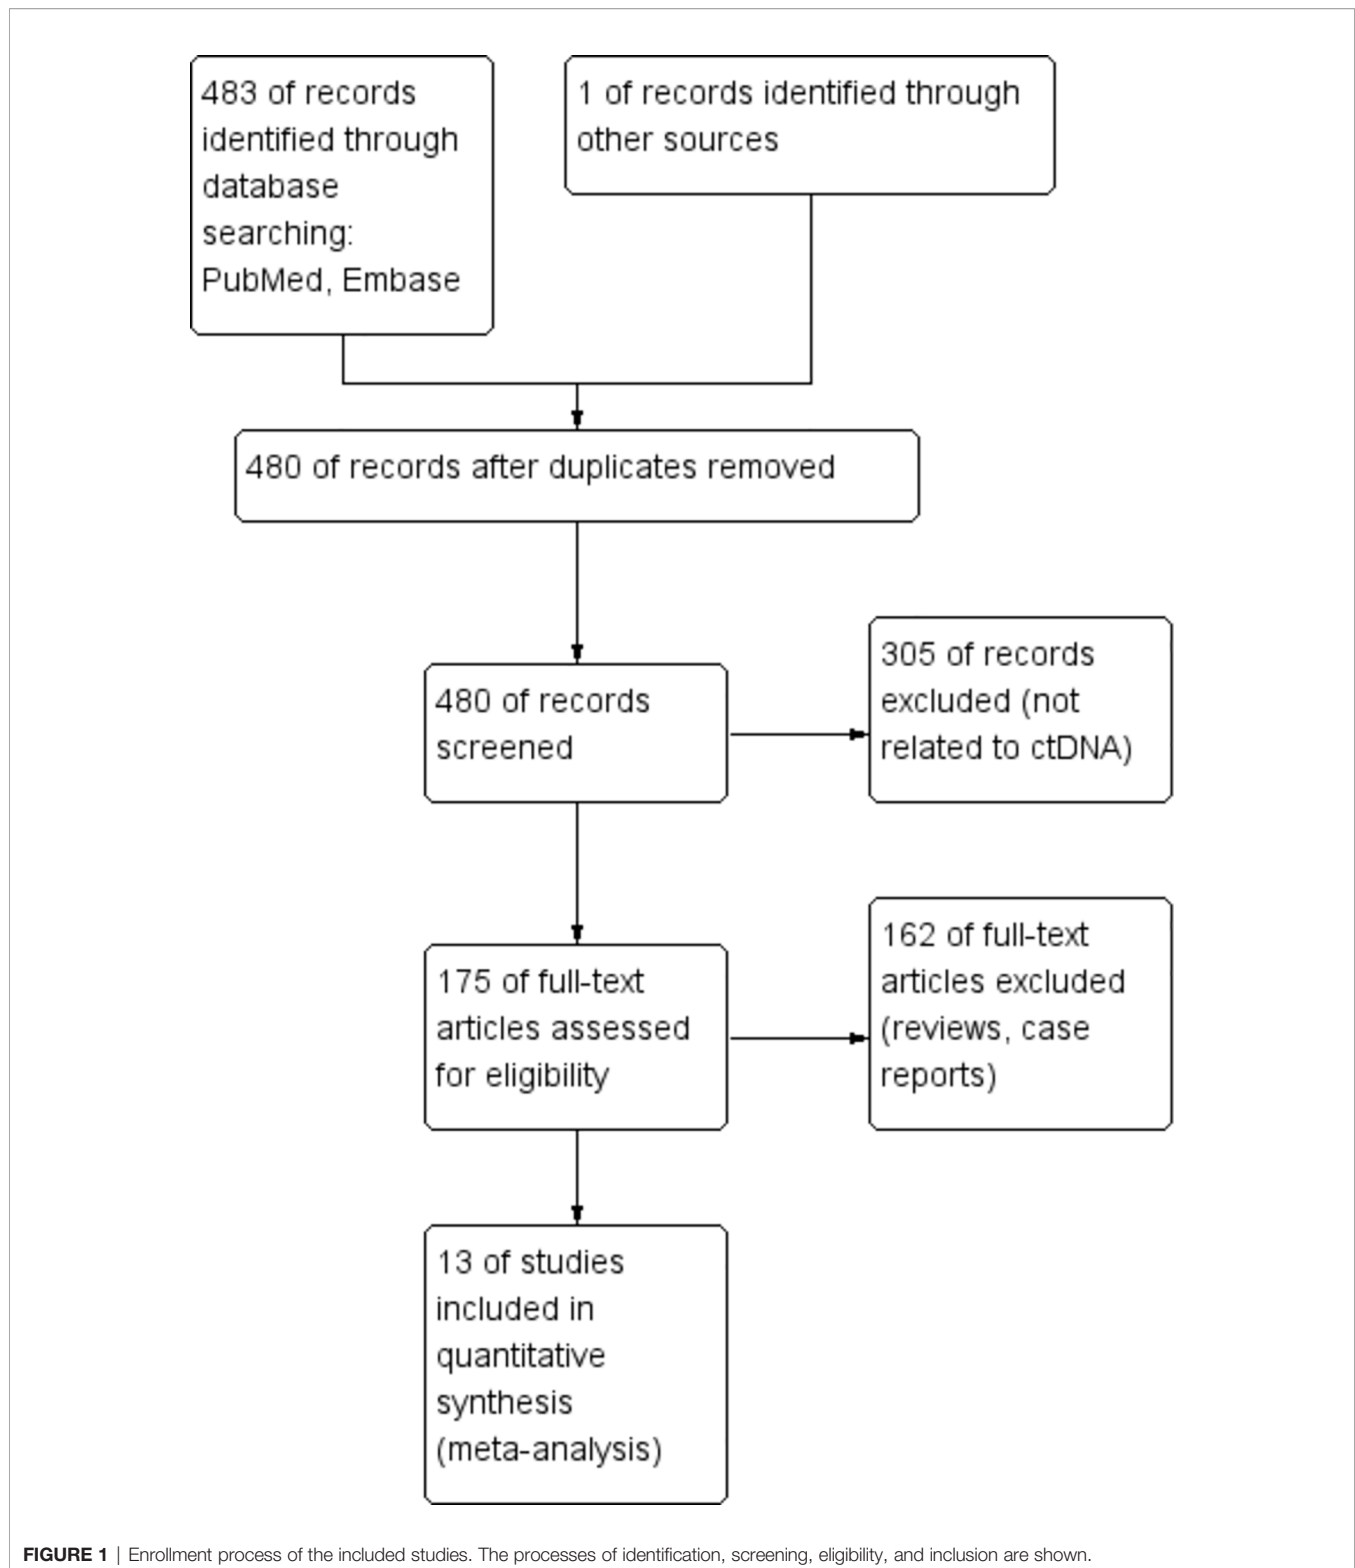 483 of records
identified through
database
searching:
PubMed, Embase
1 of records identified through
other sources
480 of records after duplicates removed
480 of records
screened
305 of records
excluded (not
related to ctDNA)
175 of full-text
articles assessed
for eligibility
162 of full-text
articles excluded
(reviews, case
reports)
13 of studies
included in
quantitative
synthesis
(meta-analysis)
FIGURE 1 | Enrollment process of the included studies. The processes of identification, screening, eligibility, and inclusion are shown.